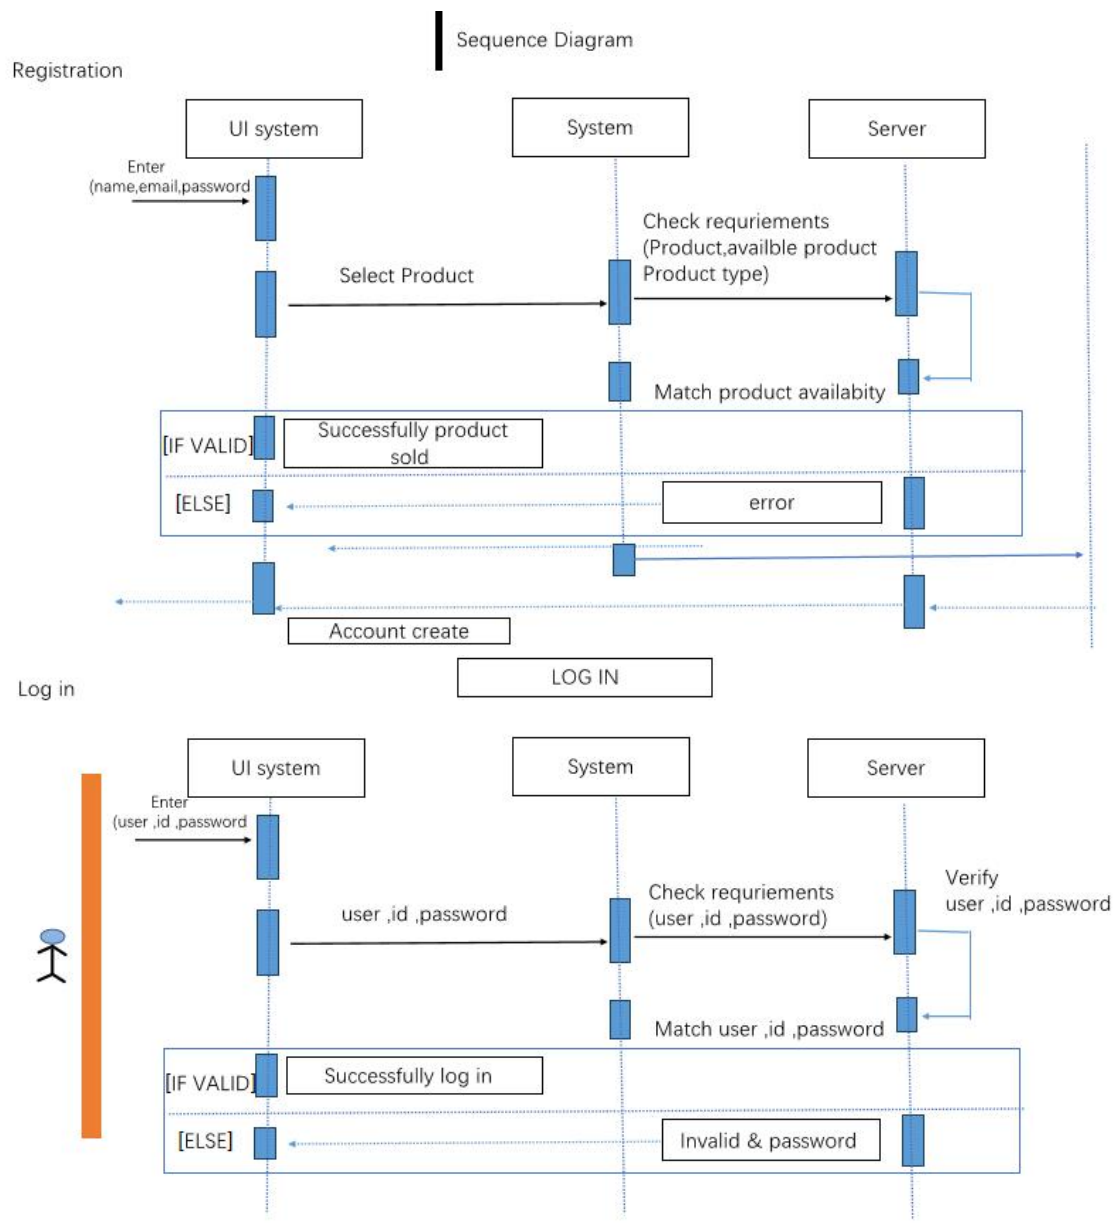 Sequence Diagram
Registration
UI system
System
Server
Enter
(name,email,password
Check requriements
(Product,availble product
Product type)
Select Product
Match product availabity
[IF VALID]
Successfully product
sold
[ELSE]
error
Account create
LOG IN
Log in
UI system
System
Server
Enter
(user ,id ,password
Verify
user ,id ,password
Check requriements
(user ,id ,password)
user ,id ,password
Match user ,id ,password
[IF VALID]
Successfully log in
[ELSE]
Invalid & password